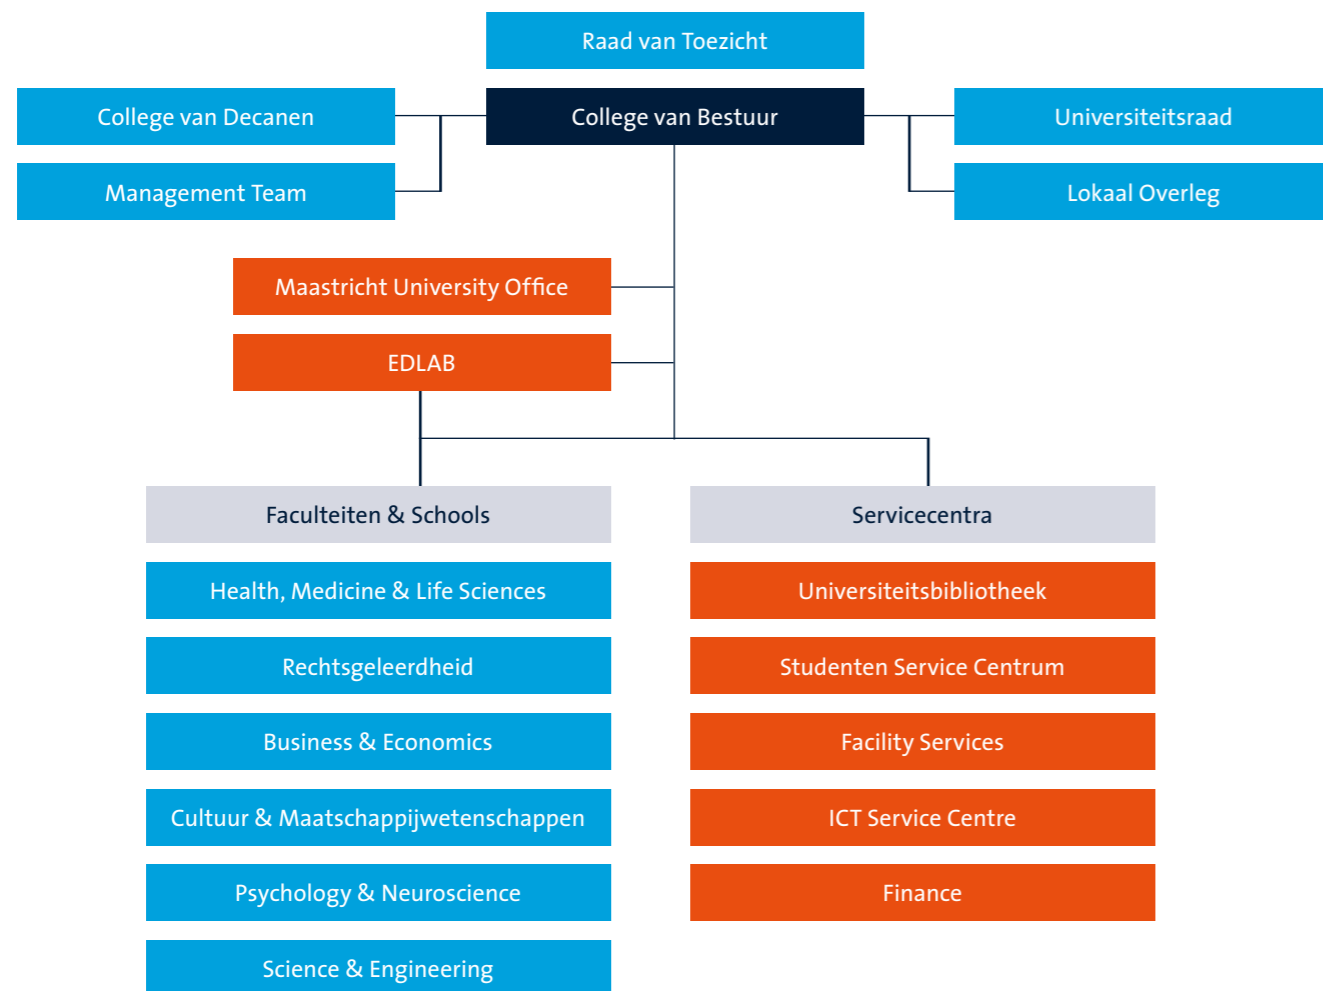 Raad van Toezicht
College van Decanen
College van Bestuur
Universiteitsraad
Management Team
Lokaal Overleg
Maastricht University Office
EDLAB
Faculteiten & Schools
Servicecentra
Health, Medicine & Life Sciences
Universiteitsbibliotheek
Rechtsgeleerdheid
Studenten Service Centrum
Business & Economics
Facility Services
Cultuur & Maatschappijwetenschappen
ICT Service Centre
Psychology & Neuroscience
Finance
Science & Engineering